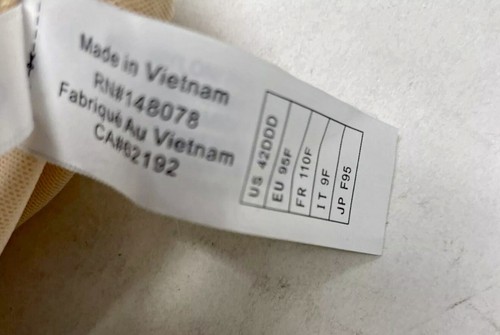 Made in Vietnam
RN#148078
Fabriqué Au Vietnam
CA#62192
US 42DDD
EU 95F
FR 110F
IT 9F
JP F95